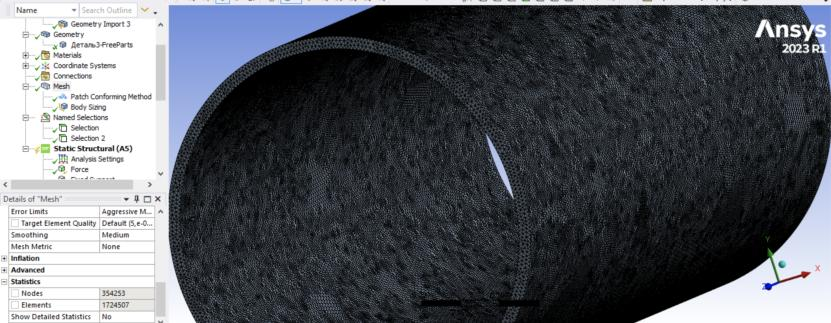 Name
Search Outline
Geometry Import 3
Geometry
Деталь3-FreeParts
Materials
Coordinate Systems
Connections
Mesh
Patch Conforming Method
Body Sizing
Named Selections
Selection
Selection 2
Static Structural (A5)
Analysis Settings
Force
Details of "Mesh"
Error Limits Aggressive M...
Target Element Quality Default (5,e-0...
Smoothing Medium
Mesh Metric None
Inflation
Advanced
Statistics
Nodes 354253
Elements 1724507
Show Detailed Statistics No
Ansys
2023 R1
Y
X
Z